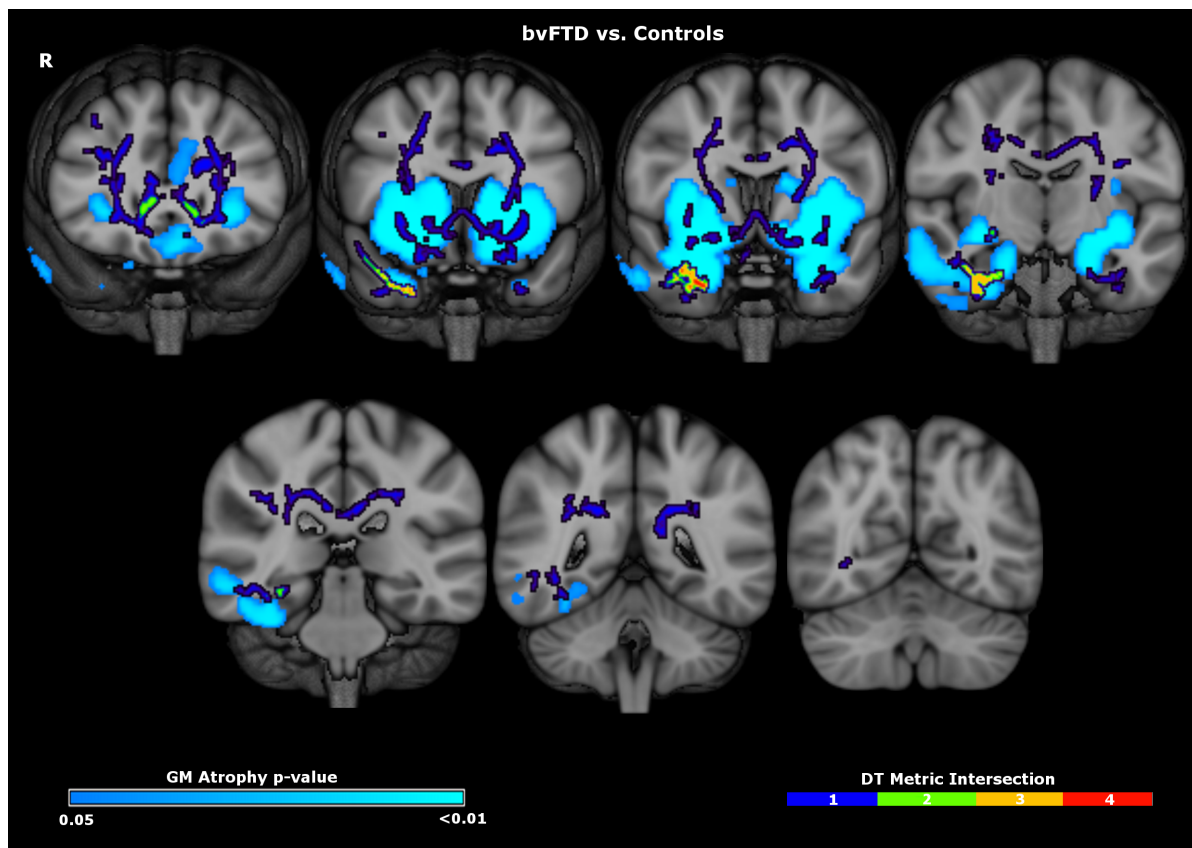 bvFTD vs. Controls
R
GM Atrophy p-value
0.05
<0.01
DT Metric Intersection
1 2 3 4